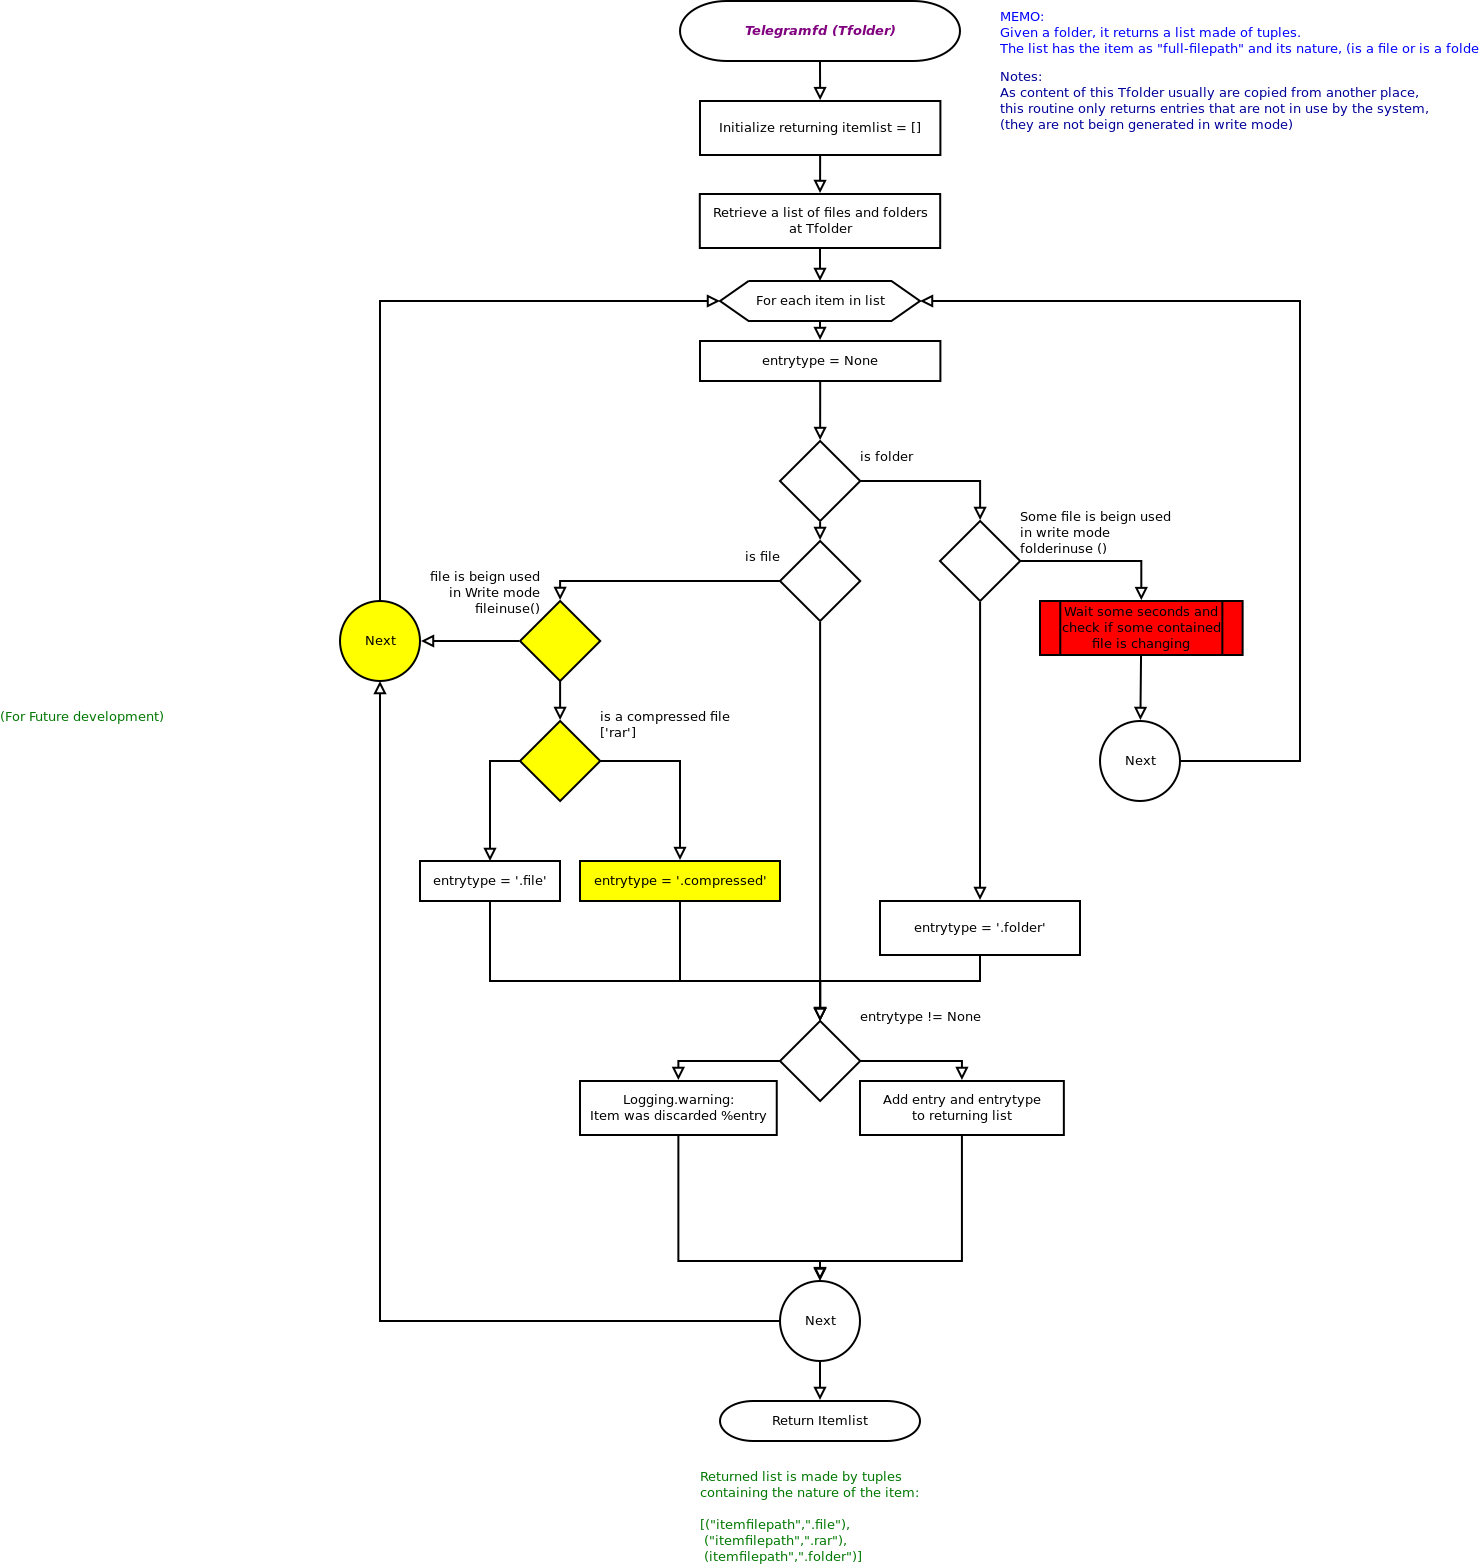 Telegramfd (Tfolder)
MEMO:
Given a folder, it returns a list made of tuples.
The list has the item as "full-filepath" and its nature, (is a file or is a folde
Notes:
As content of this Tfolder usually are copied from another place,
this routine only returns entries that are not in use by the system,
(they are not beign generated in write mode)
Initialize returning itemlist = []
Retrieve a list of files and folders
at Tfolder
For each item in list
entrytype = None
is folder
Some file is beign used
in write mode
folderinuse ()
is file
file is beign used
in Write mode
fileinuse()
Next
Wait some seconds and
check if some contained
file is changing
(For Future development)
is a compressed file
['rar']
Next
entrytype = '.file'
entrytype = '.compressed'
entrytype = '.folder'
entrytype != None
Logging.warning:
Item was discarded %entry
Add entry and entrytype
to returning list
Next
Return Itemlist
Returned list is made by tuples
containing the nature of the item:
[("itemfilepath",".file"),
("itemfilepath",".rar"),
(itemfilepath",".folder")]